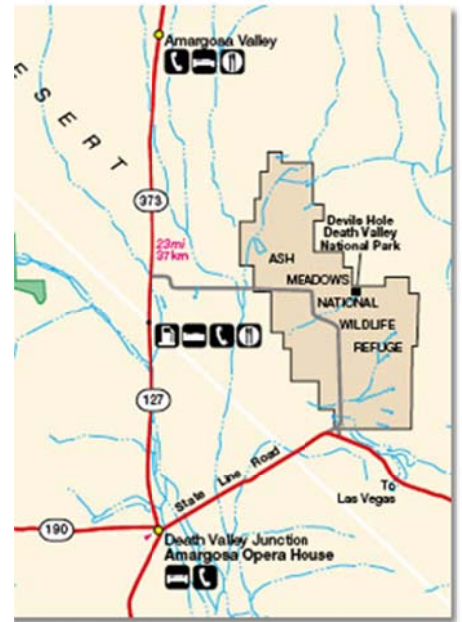 Amargosa Valley
D E S E R T
373
23mi
37km
Devils Hole
Death Valley
National Park
ASH
MEADOWS
NATIONAL
WILDLIFE
REFUGE
127
State Line Road
To
Las Vegas
190
Death Valley Junction
Amargosa Opera House